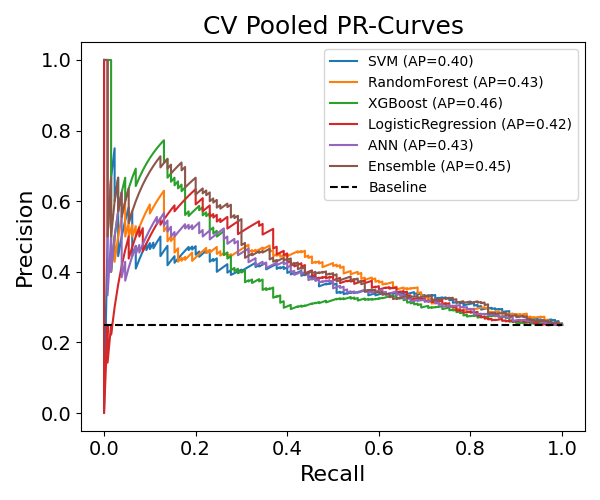 CV Pooled PR-Curves
SVM (AP=0.40)
RandomForest (AP=0.43)
XGBoost (AP=0.46)
LogisticRegression (AP=0.42)
ANN (AP=0.43)
Ensemble (AP=0.45)
Baseline
Precision
1.0
0.8
0.6
0.4
0.2
0.0
0.0 0.2 0.4 0.6 0.8 1.0
Recall